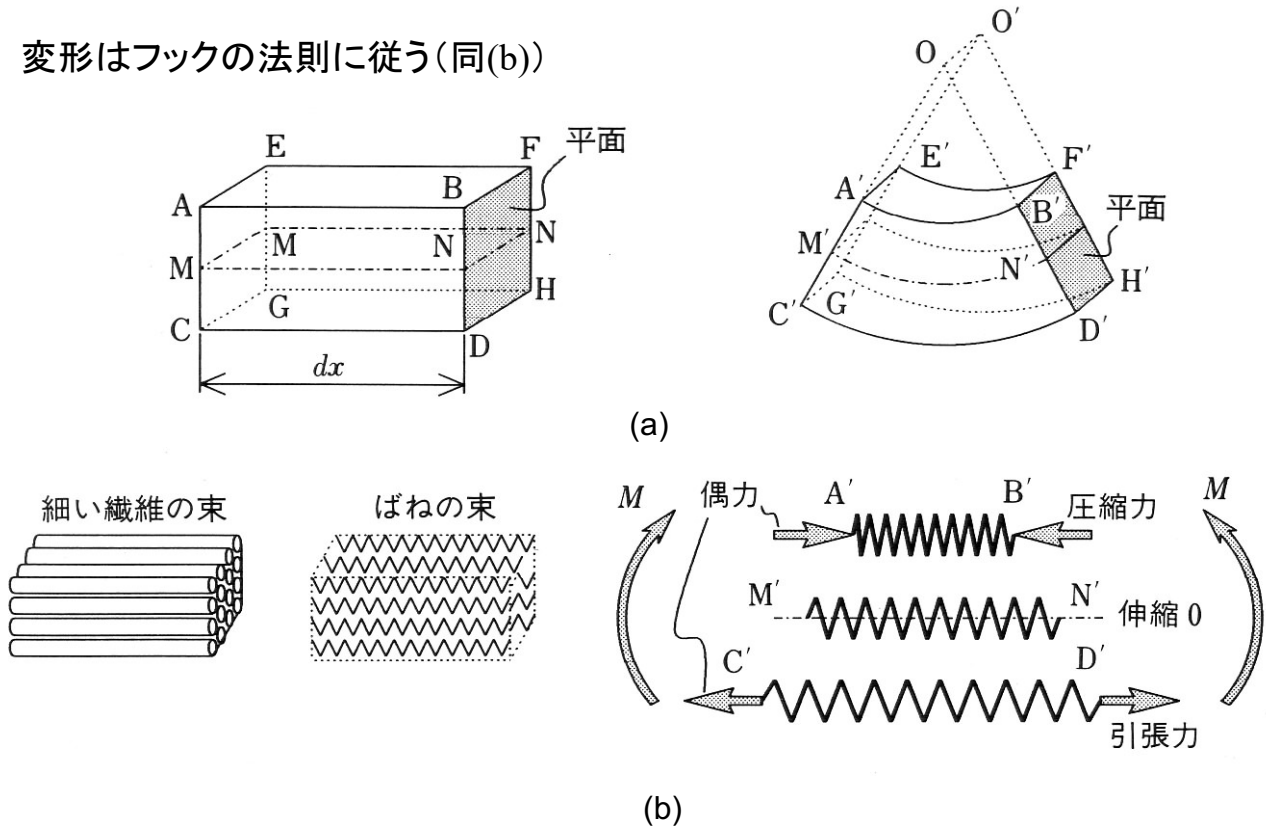 変形はフックの法則に従う(同(b))
O O′
E F 平面
A B
M M N N
C G D H
dx
A′ E′ F′
B′ 平面
M′ N′
C′ G′ D′ H′
(a)
細い繊維の束 ばねの束
M 偶力 A′ B′ 圧縮力 M
M′ N′ 伸縮 0
C′ D′
引張力
(b)